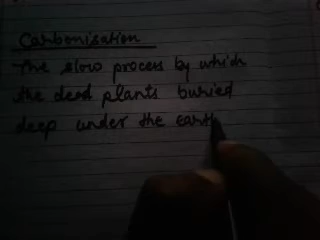 Carbonisation
The slow process by which
the dead plants buried
deep under the earth